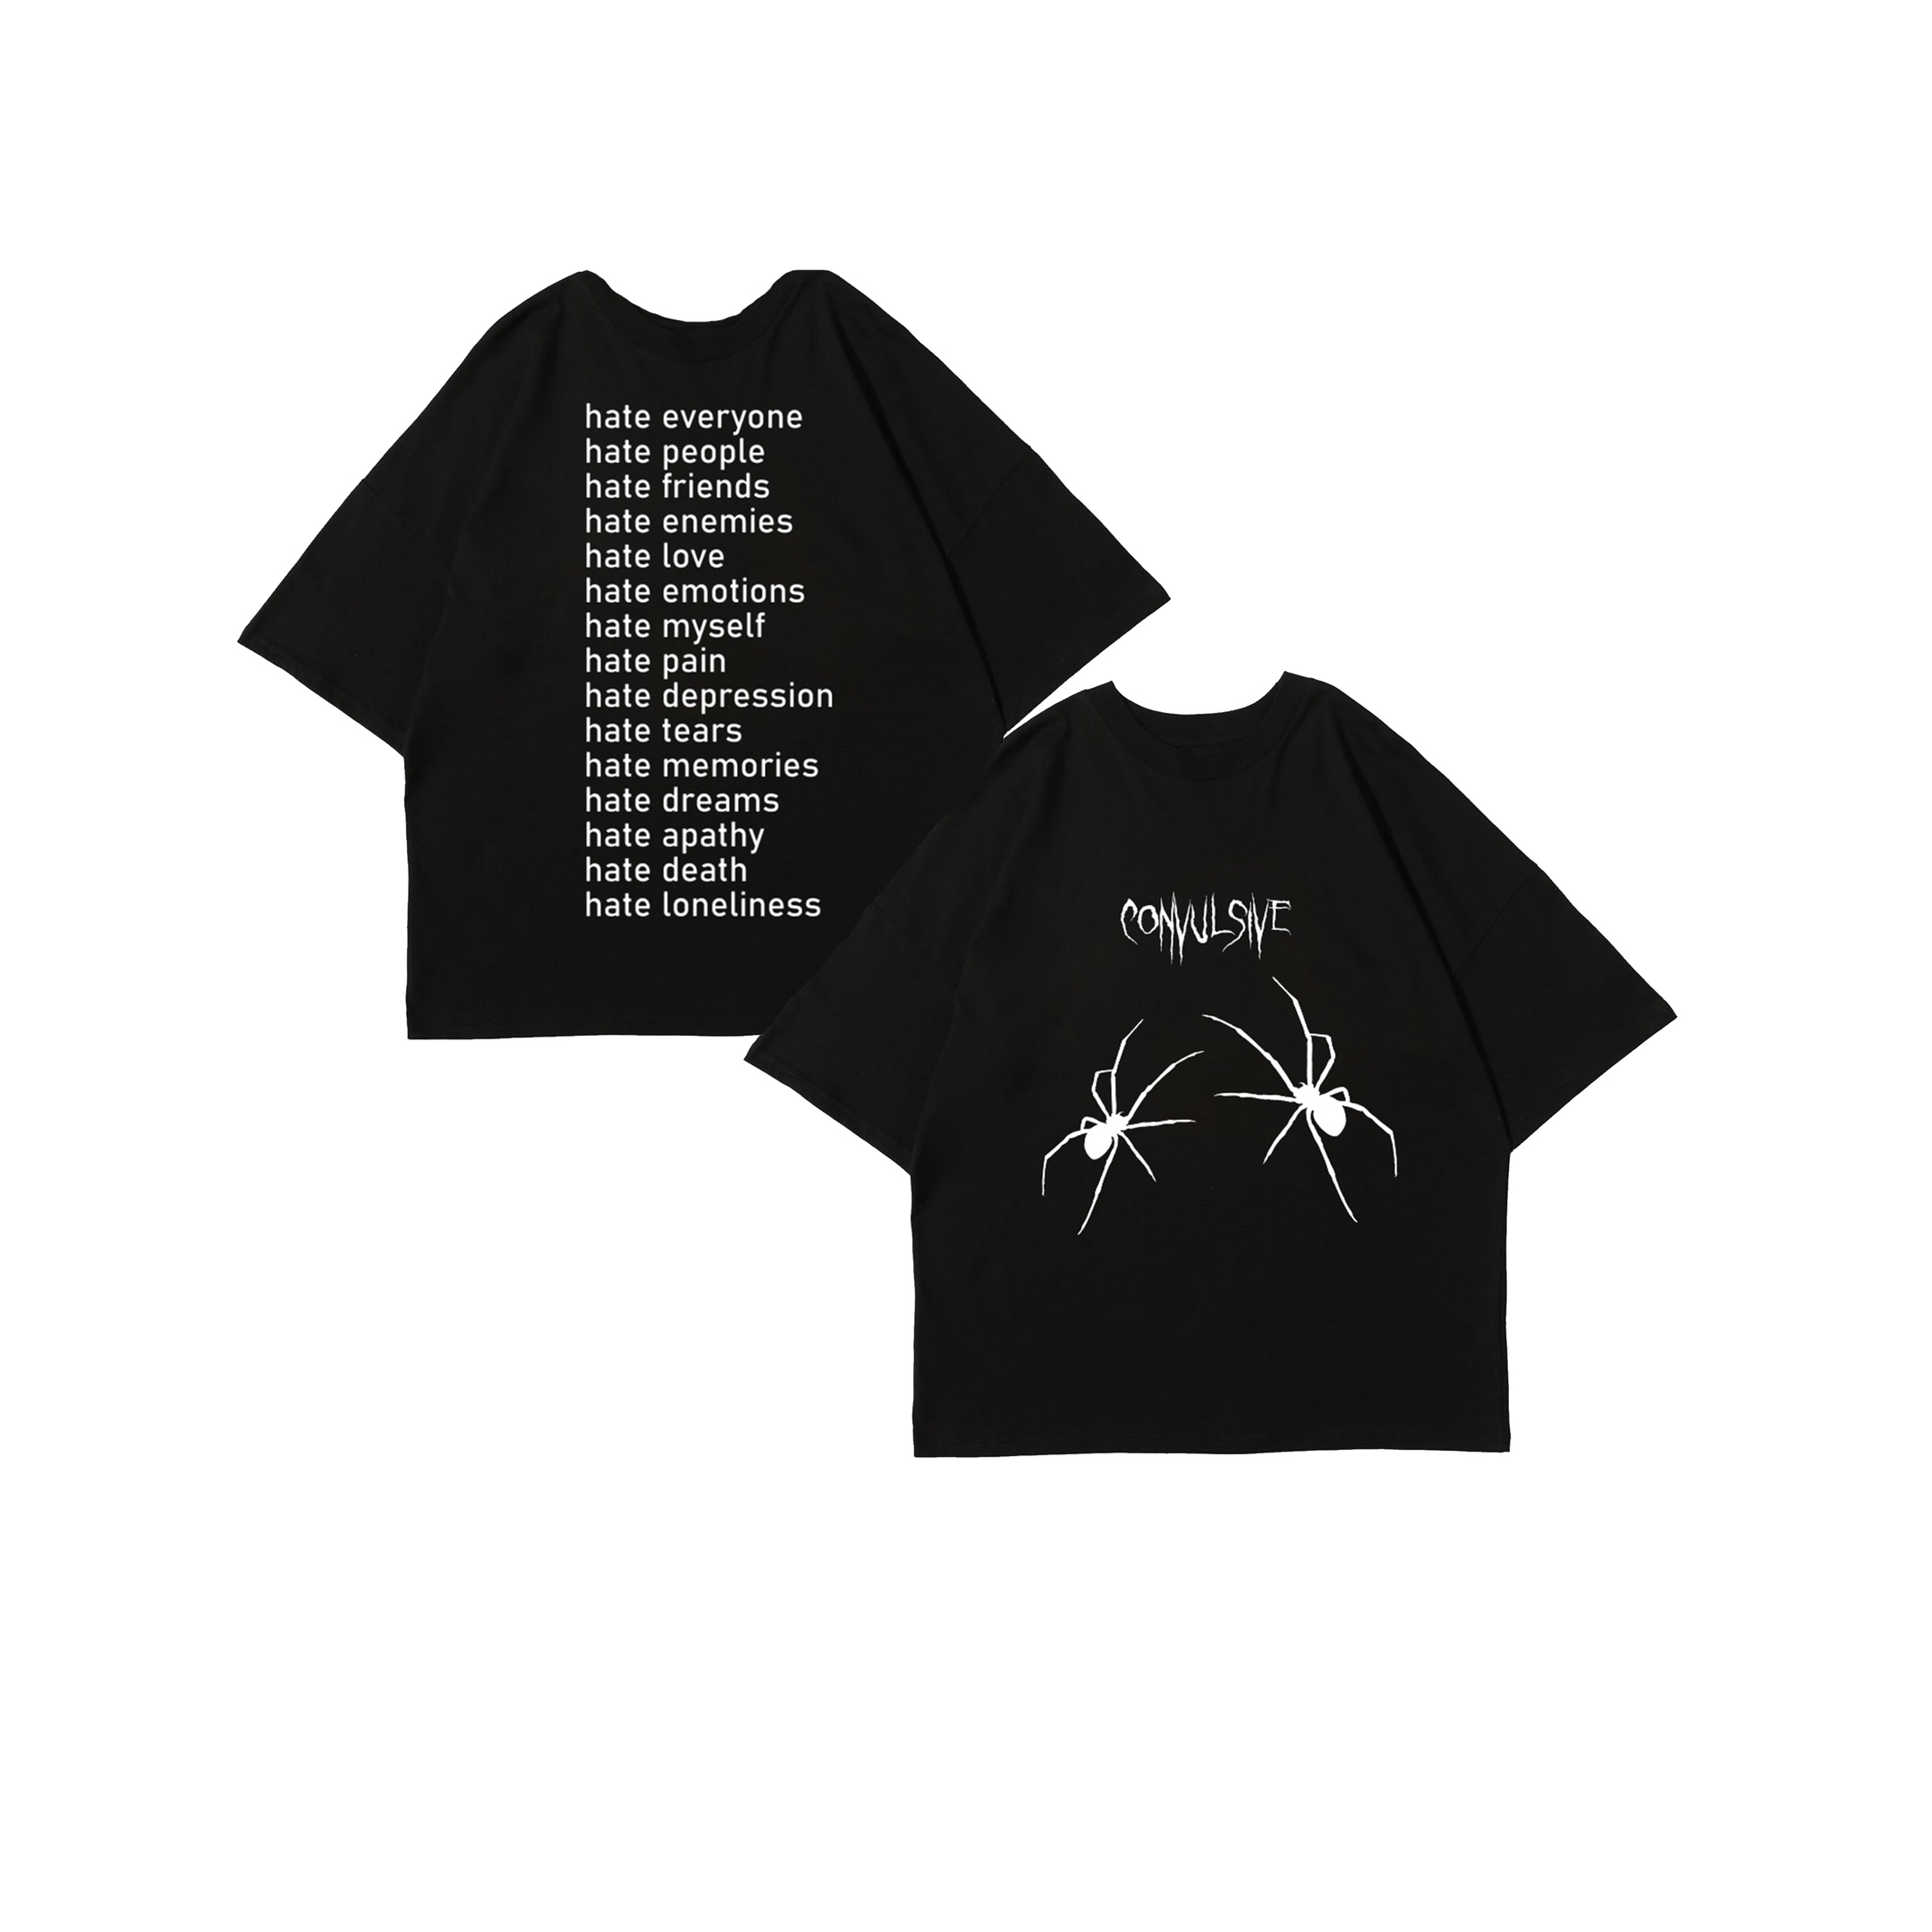 hate everyone
hate people
hate friends
hate enemies
hate love
hate emotions
hate myself
hate pain
hate depression
hate tears
hate memories
hate dreams
hate apathy
hate death
hate loneliness
CONVULSIVE